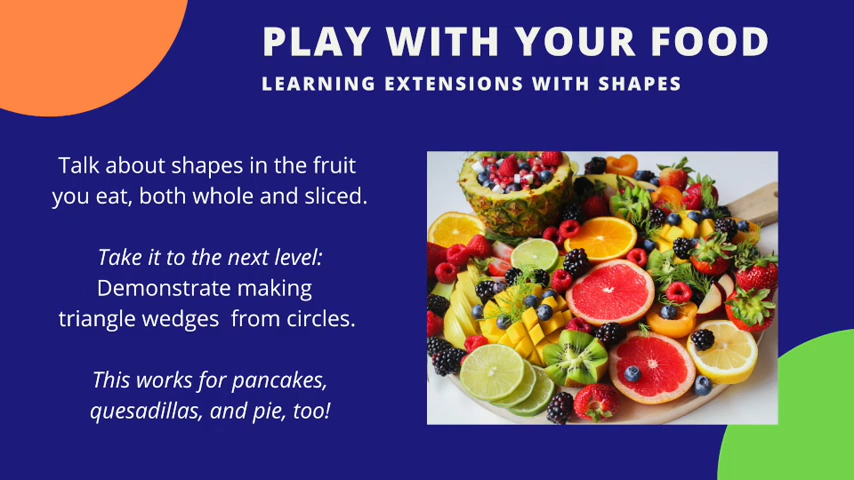 PLAY WITH YOUR FOOD
LEARNING EXTENSIONS WITH SHAPES
Talk about shapes in the fruit
you eat, both whole and sliced.
Take it to the next level:
Demonstrate making
triangle wedges from circles.
This works for pancakes,
quesadillas, and pie, too!